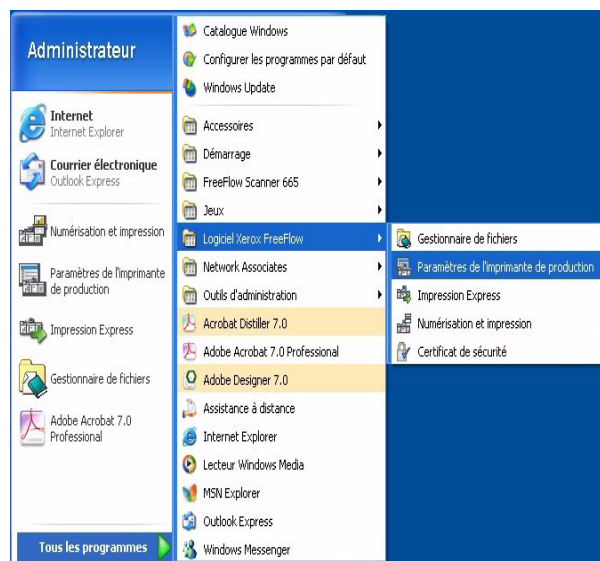 Administrateur
Internet
Internet Explorer
Courrier électronique
Outlook Express
Numérisation et impression
Paramètres de l'imprimante
de production
Impression Express
Gestionnaire de fichiers
Adobe Acrobat 7.0
Professional
Tous les programmes
Catalogue Windows
Configurer les programmes par défaut
Windows Update
Accessoires
Démarrage
FreeFlow Scanner 665
Jeux
Logiciel Xerox FreeFlow
Network Associates
Outils d'administration
Acrobat Distiller 7.0
Adobe Acrobat 7.0 Professional
Adobe Designer 7.0
Assistance à distance
Internet Explorer
Lecteur Windows Media
MSN Explorer
Outlook Express
Windows Messenger
Gestionnaire de fichiers
Paramètres de l'imprimante de production
Impression Express
Numérisation et impression
Certificat de sécurité